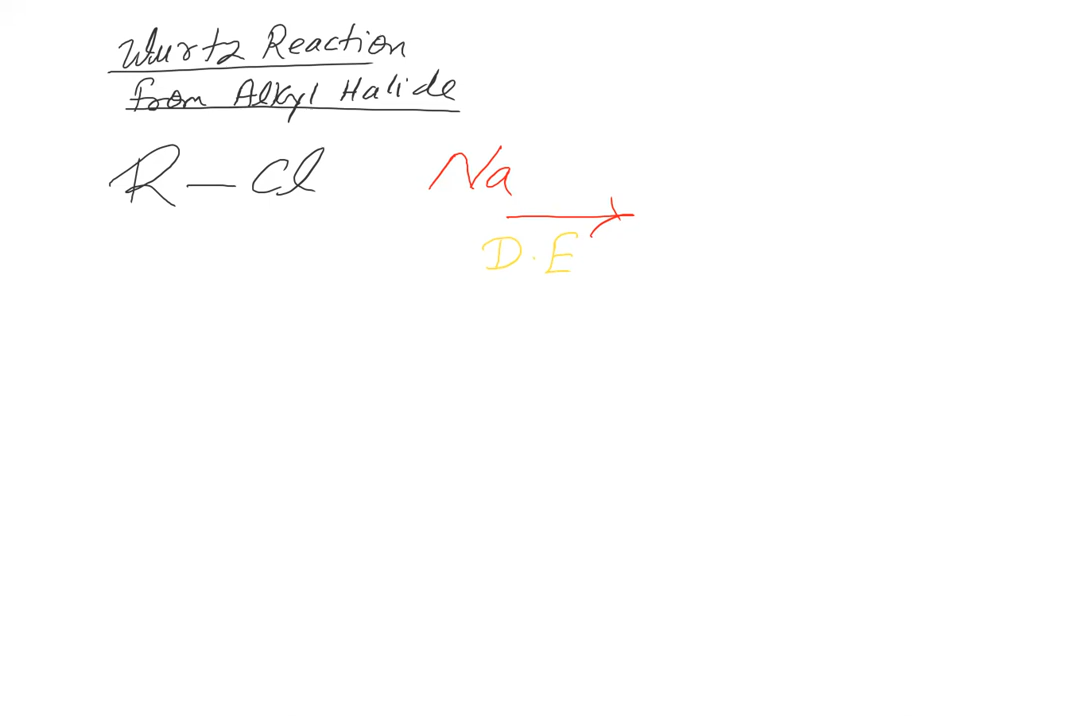 Wurtz Reaction
from Alkyl Halide
R — Cl Na
D.E